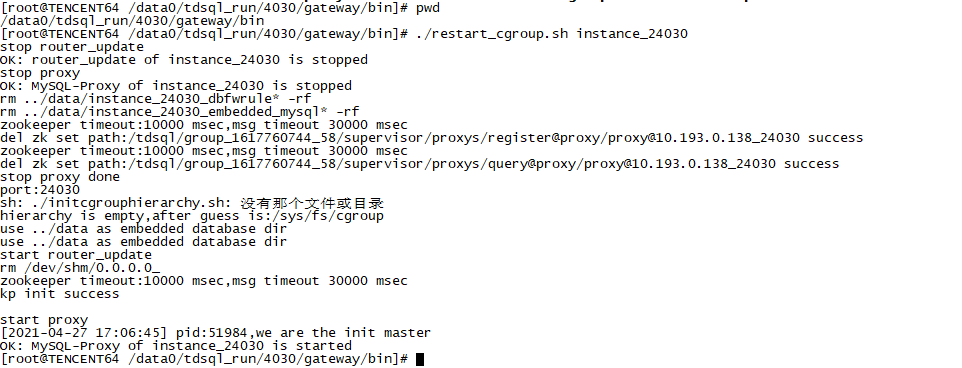 [root@TENCENT64 /data0/tdsql_run/4030/gateway/bin]# pwd
/data0/tdsql_run/4030/gateway/bin
[root@TENCENT64 /data0/tdsql_run/4030/gateway/bin]# ./restart_cgroup.sh instance_24030
stop router_update
OK: router_update of instance_24030 is stopped
stop proxy
OK: MySQL-Proxy of instance_24030 is stopped
rm ../data/instance_24030_dbfwrule* -rf
rm ../data/instance_24030_embedded_mysql* -rf
zookeeper timeout:10000 msec,msg timeout 30000 msec
del zk set path:/tdsql/group_1617760744_58/supervisor/proxys/register@proxy/proxy@10.193.0.138_24030 success
zookeeper timeout:10000 msec,msg timeout 30000 msec
del zk set path:/tdsql/group_1617760744_58/supervisor/proxys/query@proxy/proxy@10.193.0.138_24030 success
stop proxy done
port:24030
sh: ./initcgrouphierarchy.sh: 没有那个文件或目录
hierarchy is empty,after guess is:/sys/fs/cgroup
use ../data as embedded database dir
use ../data as embedded database dir
start router_update
rm /dev/shm/0.0.0.0_
zookeeper timeout:10000 msec,msg timeout 30000 msec
kp init success
start proxy
[2021-04-27 17:06:45] pid:51984,we are the init master
OK: MySQL-Proxy of instance_24030 is started
[root@TENCENT64 /data0/tdsql_run/4030/gateway/bin]#